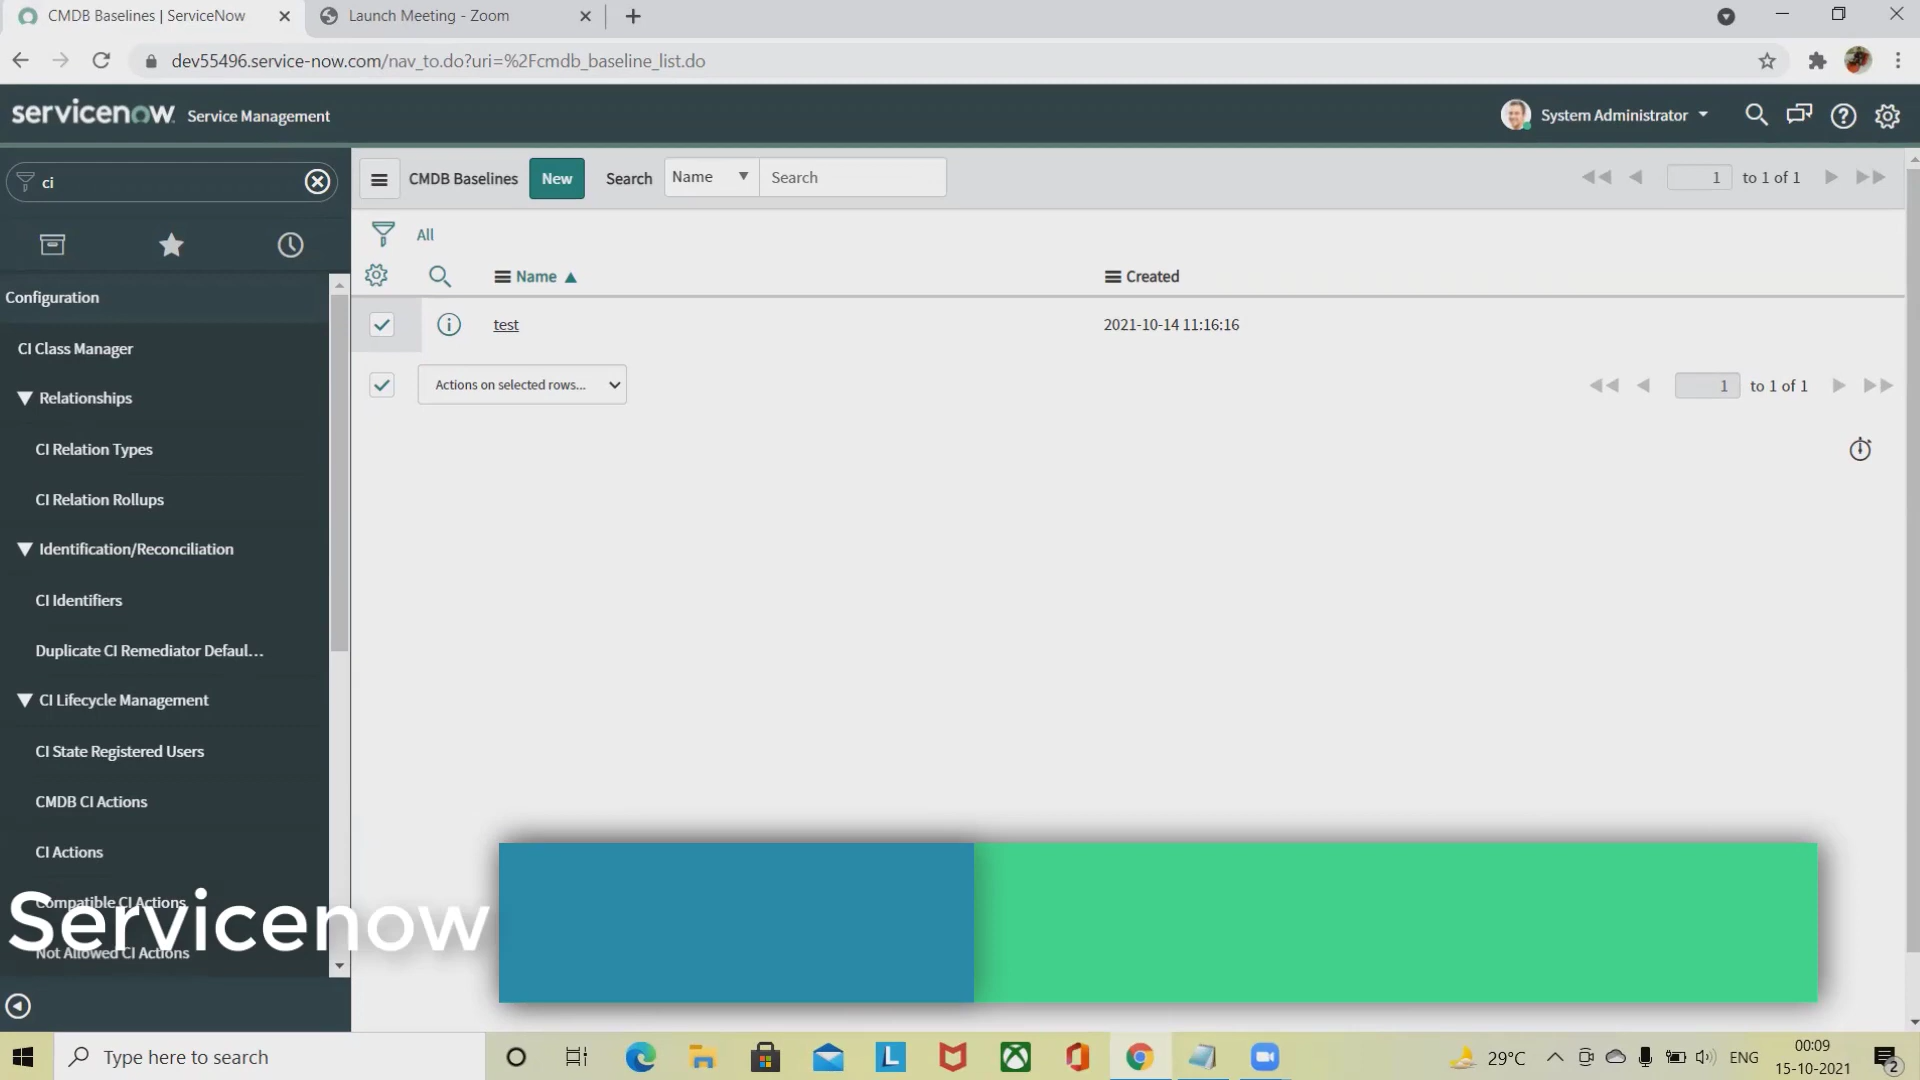 CMDB Baselines | ServiceNow
Launch Meeting - Zoom
dev55496.service-now.com/nav_to.do?uri=%2Fcmdb_baseline_list.do
servicenow Service Management
System Administrator
ci
CMDB Baselines New Search Name Search
1 to 1 of 1
All
Name Created
test 2021-10-14 11:16:16
Actions on selected rows...
1 to 1 of 1
Configuration
CI Class Manager
Relationships
CI Relation Types
CI Relation Rollups
Identification/Reconciliation
CI Identifiers
Duplicate CI Remediator Defaul...
CI Lifecycle Management
CI State Registered Users
CMDB CI Actions
CI Actions
Compatible CI Actions
Servicenow
Not Allowed CI Actions
Type here to search
29°C
ENG
00:09
15-10-2021
2